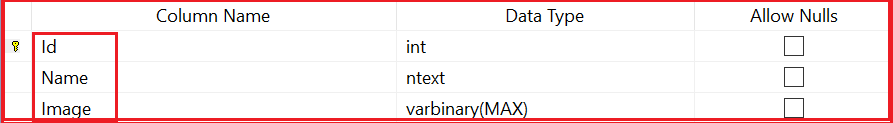 Column Name Data Type Allow Nulls
Id int
Name ntext
Image varbinary(MAX)